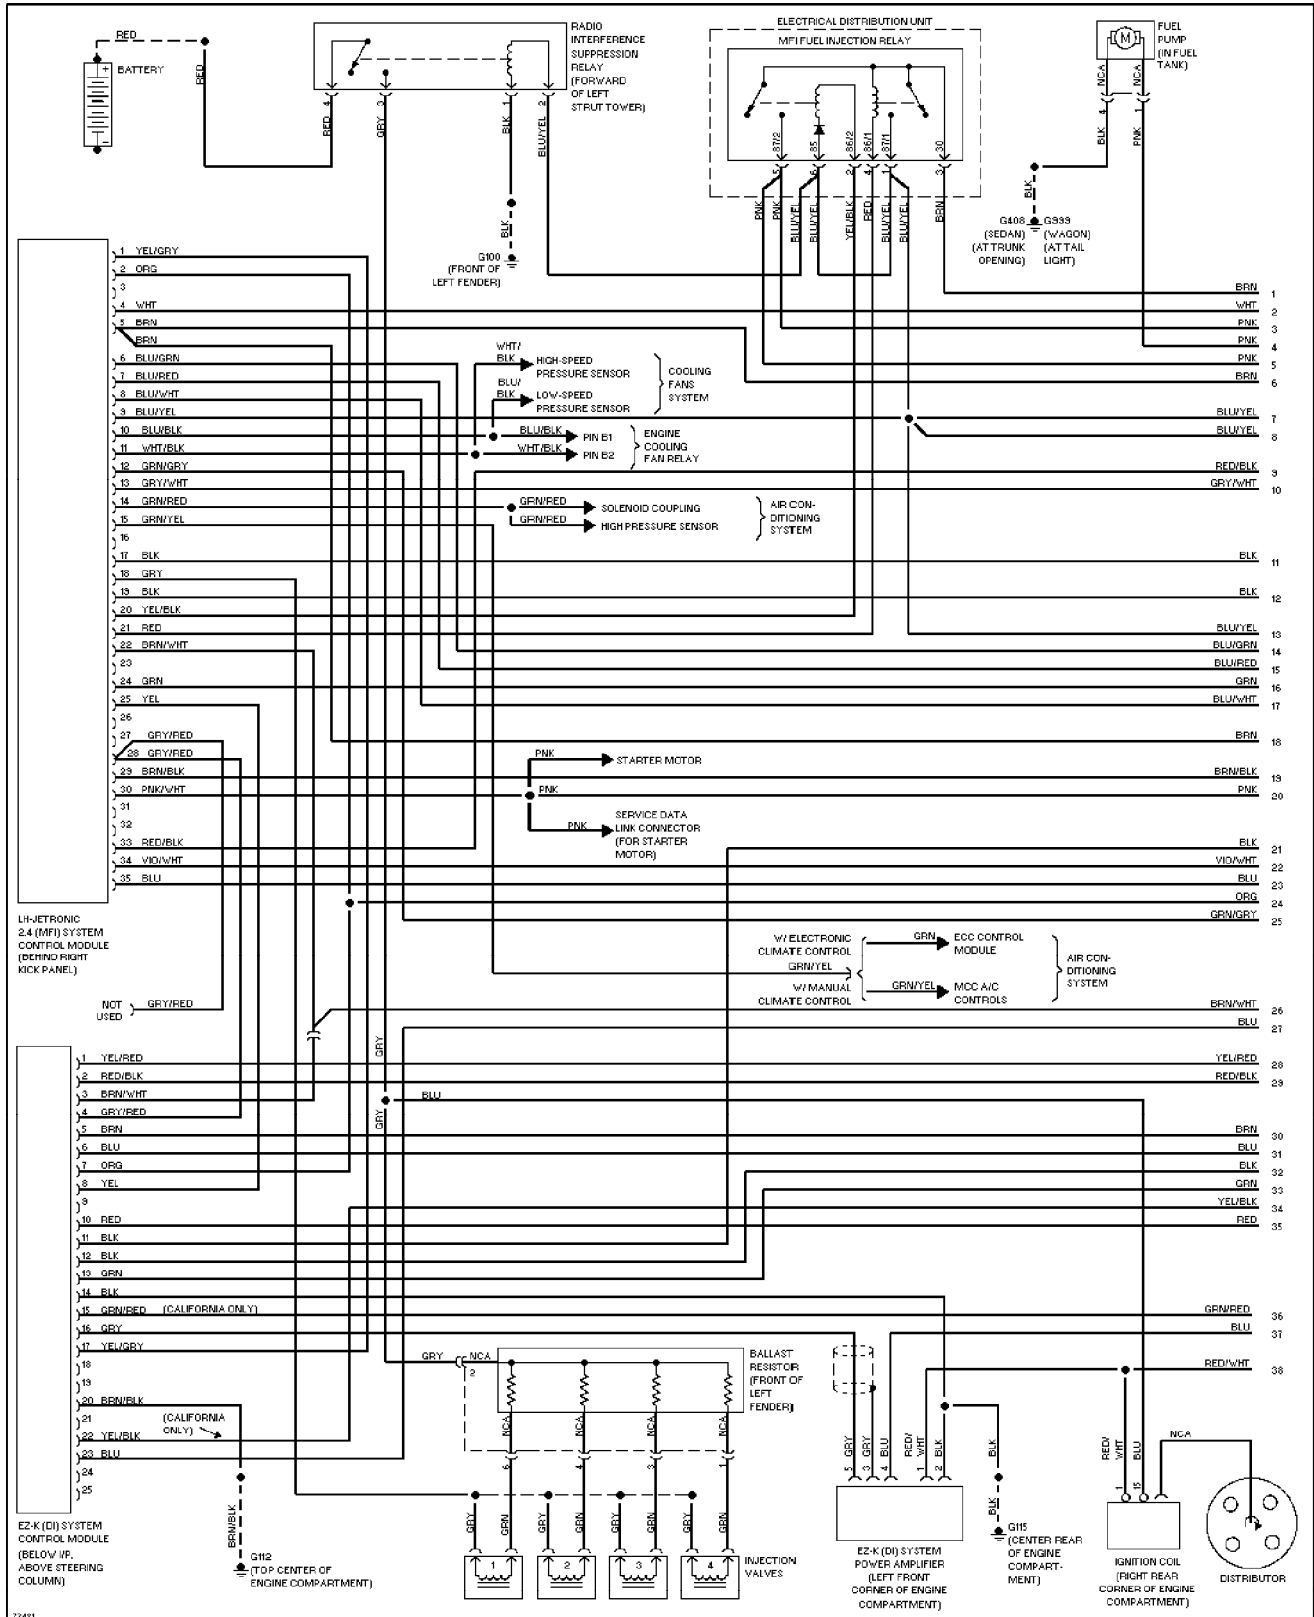 RED
BATTERY
RED
RADIO
INTERFERENCE
SUPPRESSION
RELAY
(FORWARD
OF LEFT
STRUT TOWER)
RED 4
GRY 3
BLK 1
BLU/YEL 2
BLK
G100
(FRONT OF
LEFT FENDER)
ELECTRICAL DISTRIBUTION UNIT
MFI FUEL INJECTION RELAY
87/2
85
86/2
86/1
87/1
30
5
6
2
4
1
3
PNK
PNK
BLU/YEL
BLU/YEL
YEL/BLK
RED
BLU/YEL
BRN
M
FUEL
PUMP
(IN FUEL
TANK)
NCA
NCA
4
1
BLK
PNK
BLK
G408
(SEDAN)
(AT TRUNK
OPENING)
G999
(WAGON)
(AT TAIL
LIGHT)
1 YEL/GRY
2 ORG
3
4 WHT
5 BRN
BRN
6 BLU/GRN
7 BLU/RED
8 BLU/WHT
9 BLU/YEL
10 BLU/BLK
11 WHT/BLK
12 GRN/GRY
13 GRY/WHT
14 GRN/RED
15 GRN/YEL
16
17 BLK
18 GRY
19 BLK
20 YEL/BLK
21 RED
22 BRN/WHT
23
24 GRN
25 YEL
26
27 GRY/RED
28 GRY/RED
29 BRN/BLK
30 PNK/WHT
31
32
33 RED/BLK
34 VIO/WHT
35 BLU
LH-JETRONIC
2.4 (MFI) SYSTEM
CONTROL MODULE
(BEHIND RIGHT
KICK PANEL)
WHT/
BLK
HIGH-SPEED
PRESSURE SENSOR
BLU/
BLK
LOW-SPEED
PRESSURE SENSOR
COOLING
FANS
SYSTEM
BLU/BLK PIN B1
WHT/BLK PIN B2
ENGINE
COOLING
FAN RELAY
GRN/RED SOLENOID COUPLING
GRN/RED HIGH PRESSURE SENSOR
AIR CON-
DITIONING
SYSTEM
PNK STARTER MOTOR
PNK
PNK
SERVICE DATA
LINK CONNECTOR
(FOR STARTER
MOTOR)
W/ ELECTRONIC
CLIMATE CONTROL
GRN/YEL
W/ MANUAL
CLIMATE CONTROL
GRN
ECC CONTROL
MODULE
GRN/YEL
MCC A/C
CONTROLS
AIR CON-
DITIONING
SYSTEM
BRN 1
WHT 2
PNK 3
PNK 4
PNK 5
BRN 6
BLU/YEL 7
BLU/YEL 8
RED/BLK 9
GRY/WHT 10
BLK 11
BLK 12
BLU/YEL 13
BLU/GRN 14
BLU/RED 15
GRN 16
BLU/WHT 17
BRN 18
BRN/BLK 19
PNK 20
BLK 21
VIO/WHT 22
BLU 23
ORG 24
GRN/GRY 25
BRN/WHT 26
BLU 27
YEL/RED 28
RED/BLK 29
BRN 30
BLU 31
BLK 32
GRN 33
YEL/BLK 34
RED 35
GRN/RED 36
BLU 37
RED/WHT 38
NOT
USED
GRY/RED
1 YEL/RED
2 RED/BLK
3 BRN/WHT
4 GRY/RED
5 BRN
6 BLU
7 ORG
8 YEL
9
10 RED
11 BLK
12 BLK
13 GRN
14 BLK
15 GRN/RED (CALIFORNIA ONLY)
16 GRY
17 YEL/GRY
18
19
20 BRN/BLK
21
22 YEL/BLK
(CALIFORNIA
ONLY)
23 BLU
24
25
EZ-K (DI) SYSTEM
CONTROL MODULE
(BELOW I/P,
ABOVE STEERING
COLUMN)
BRN/BLK
G112
(TOP CENTER OF
ENGINE COMPARTMENT)
GRY
GRY
BLU
GRY
NCA
2
BALLAST
RESISTOR
(FRONT OF
LEFT
FENDER)
NCA
NCA
NCA
NCA
6
4
3
1
GRY
GRN
GRY
GRN
GRY
GRN
GRY
GRN
1
2
3
4
INJECTION
VALVES
5 GRY
3 GRY
4 BLU
RED/
1 WHT
2 BLK
EZ-K (DI) SYSTEM
POWER AMPLIFIER
(LEFT FRONT
CORNER OF ENGINE
COMPARTMENT)
BLK
BLK
G115
(CENTER REAR
OF ENGINE
COMPART-
MENT)
RED/
WHT
BLU
1
15
NCA
IGNITION COIL
(RIGHT REAR
CORNER OF ENGINE
COMPARTMENT)
DISTRIBUTOR